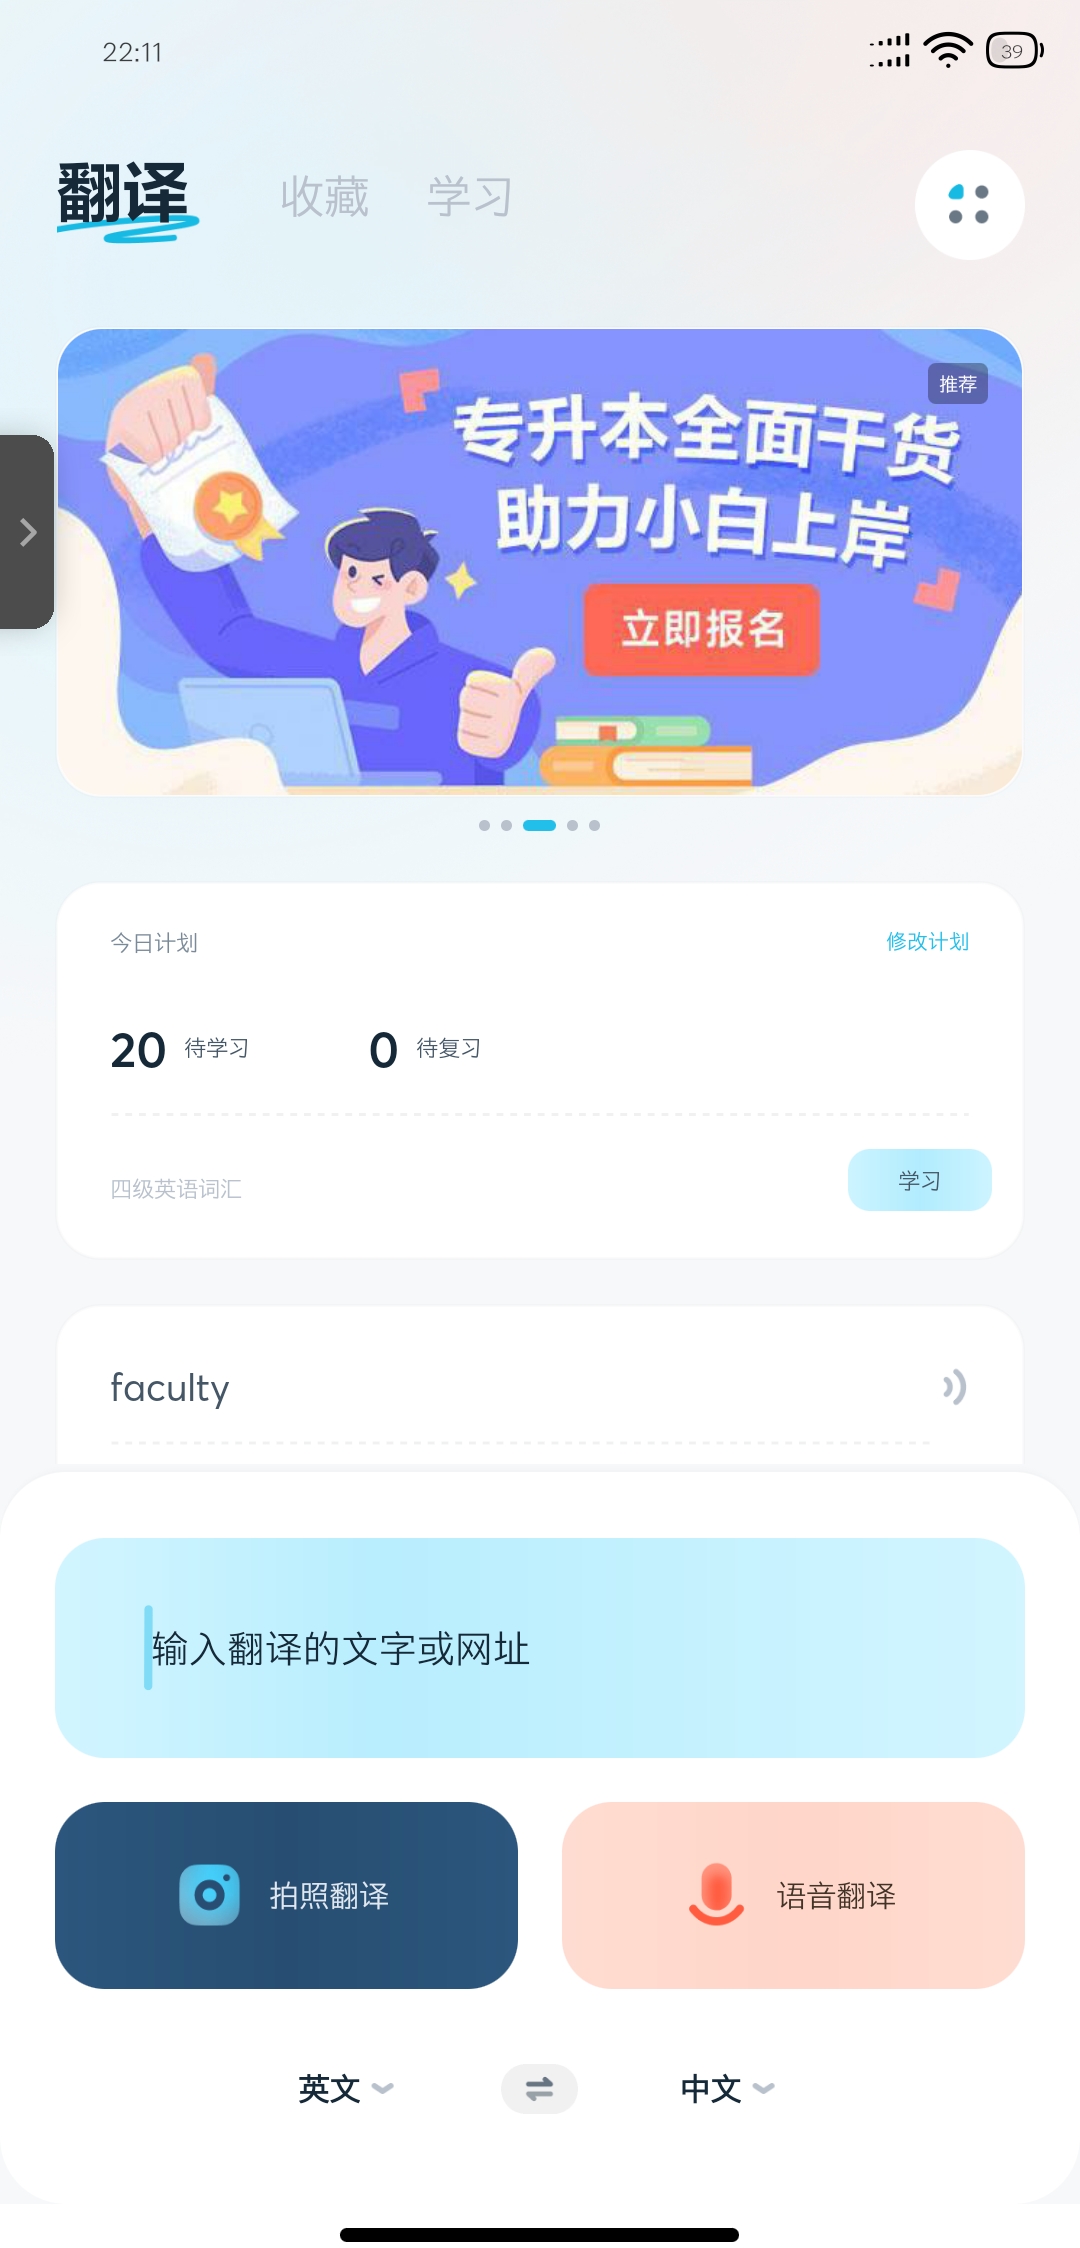 22:11
39
翻译
收藏
学习
推荐
专升本全面干货
助力小白上岸
立即报名
今日计划
修改计划
20 待学习
0 待复习
四级英语词汇
学习
faculty
输入翻译的文字或网址
拍照翻译
语音翻译
英文
中文